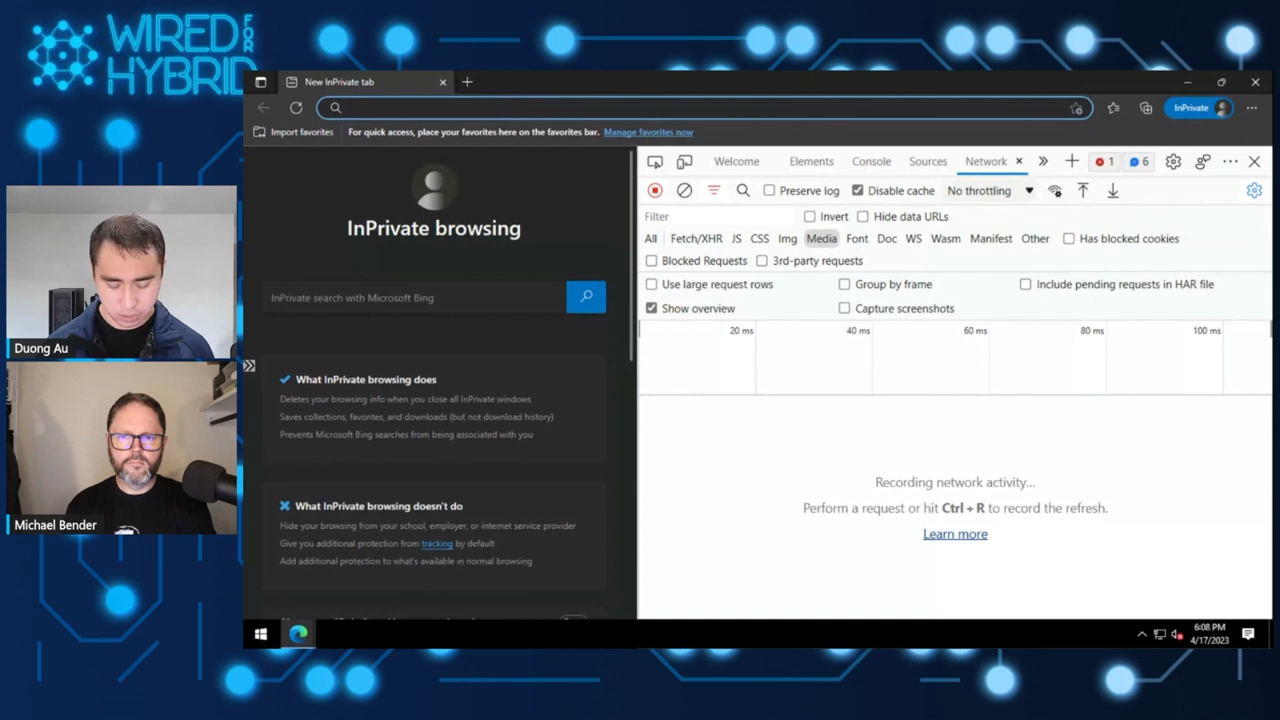 WIRED FOR
HYBRID
New InPrivate tab
InPrivate
Import favorites
For quick access, place your favorites here on the favorites bar. Manage favorites now
InPrivate browsing
InPrivate search with Microsoft Bing
What InPrivate browsing does
Deletes your browsing info when you close all InPrivate windows
Saves collections, favorites, and downloads (but not download history)
Prevents Microsoft Bing searches from being associated with you
What InPrivate browsing doesn't do
Hide your browsing from your school, employer, or internet service provider
Give you additional protection from tracking by default
Add additional protection to what's available in normal browsing
Welcome Elements Console Sources Network 1 6
Preserve log Disable cache No throttling
Filter Invert Hide data URLs
All Fetch/XHR JS CSS Img Media Font Doc WS Wasm Manifest Other Has blocked cookies
Blocked Requests 3rd-party requests
Use large request rows Group by frame Include pending requests in HAR file
Show overview Capture screenshots
20 ms 40 ms 60 ms 80 ms 100 ms
Recording network activity...
Perform a request or hit Ctrl + R to record the refresh.
Learn more
Duong Au
Michael Bender
6:08 PM
4/17/2023